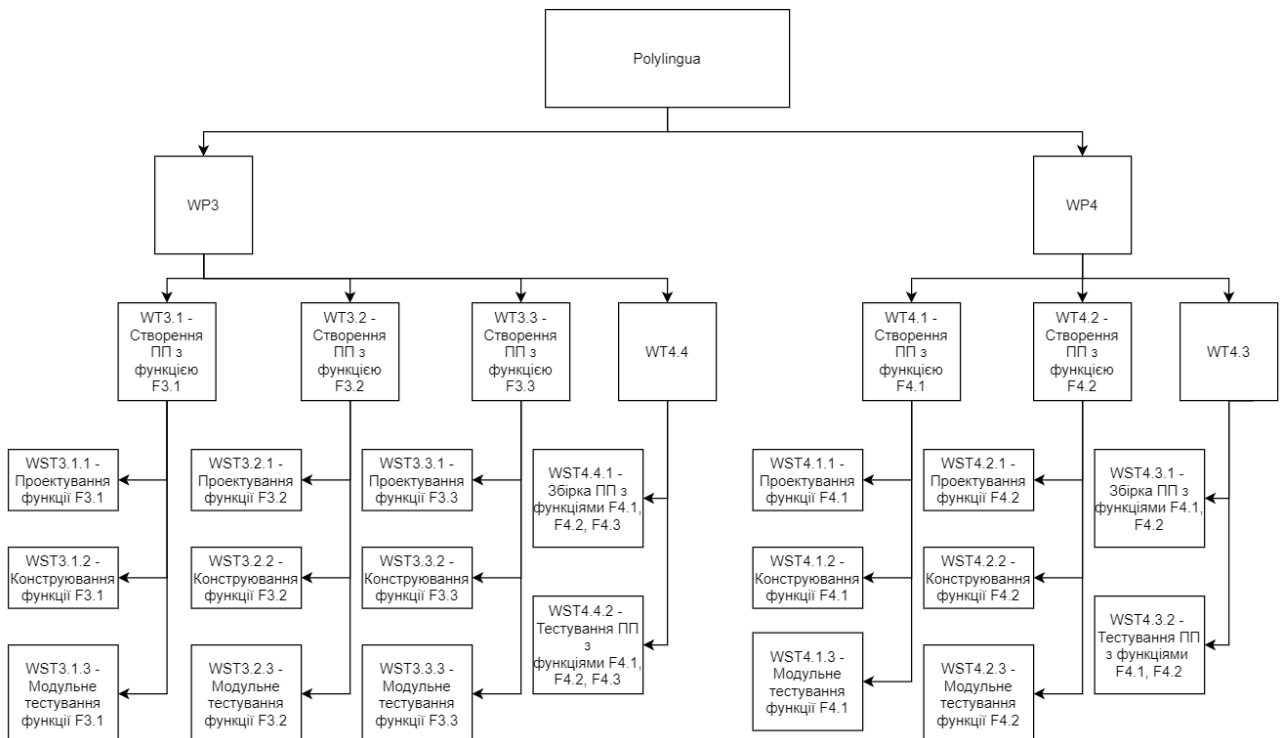 Polylingua
WP3
WP4
WT3.1 -
Створення
ПП з
функцією
F3.1
WT3.2 -
Створення
ПП з
функцією
F3.2
WT3.3 -
Створення
ПП з
функцією
F3.3
WT4.4
WT4.1 -
Створення
ПП з
функцією
F4.1
WT4.2 -
Створення
ПП з
функцією
F4.2
WT4.3
WST3.1.1 -
Проектування
функції F3.1
WST3.2.1 -
Проектування
функції F3.2
WST3.3.1 -
Проектування
функції F3.3
WST4.4.1 -
Збірка ПП з
функціями F4.1,
F4.2, F4.3
WST4.1.1 -
Проектування
функції F4.1
WST4.2.1 -
Проектування
функції F4.2
WST4.3.1 -
Збірка ПП з
функціями F4.1,
F4.2
WST3.1.2 -
Конструювання
функції F3.1
WST3.2.2 -
Конструювання
функції F3.2
WST3.3.2 -
Конструювання
функції F3.3
WST4.4.2 -
Тестування ПП
з
функціями F4.1,
F4.2, F4.3
WST4.1.2 -
Конструювання
функції F4.1
WST4.2.2 -
Конструювання
функції F4.2
WST4.3.2 -
Тестування ПП
з функціями
F4.1, F4.2
WST3.1.3 -
Модульне
тестування
функції F3.1
WST3.2.3 -
Модульне
тестування
функції F3.2
WST3.3.3 -
Модульне
тестування
функції F3.3
WST4.1.3 -
Модульне
тестування
функції F4.1
WST4.2.3 -
Модульне
тестування
функції F4.2